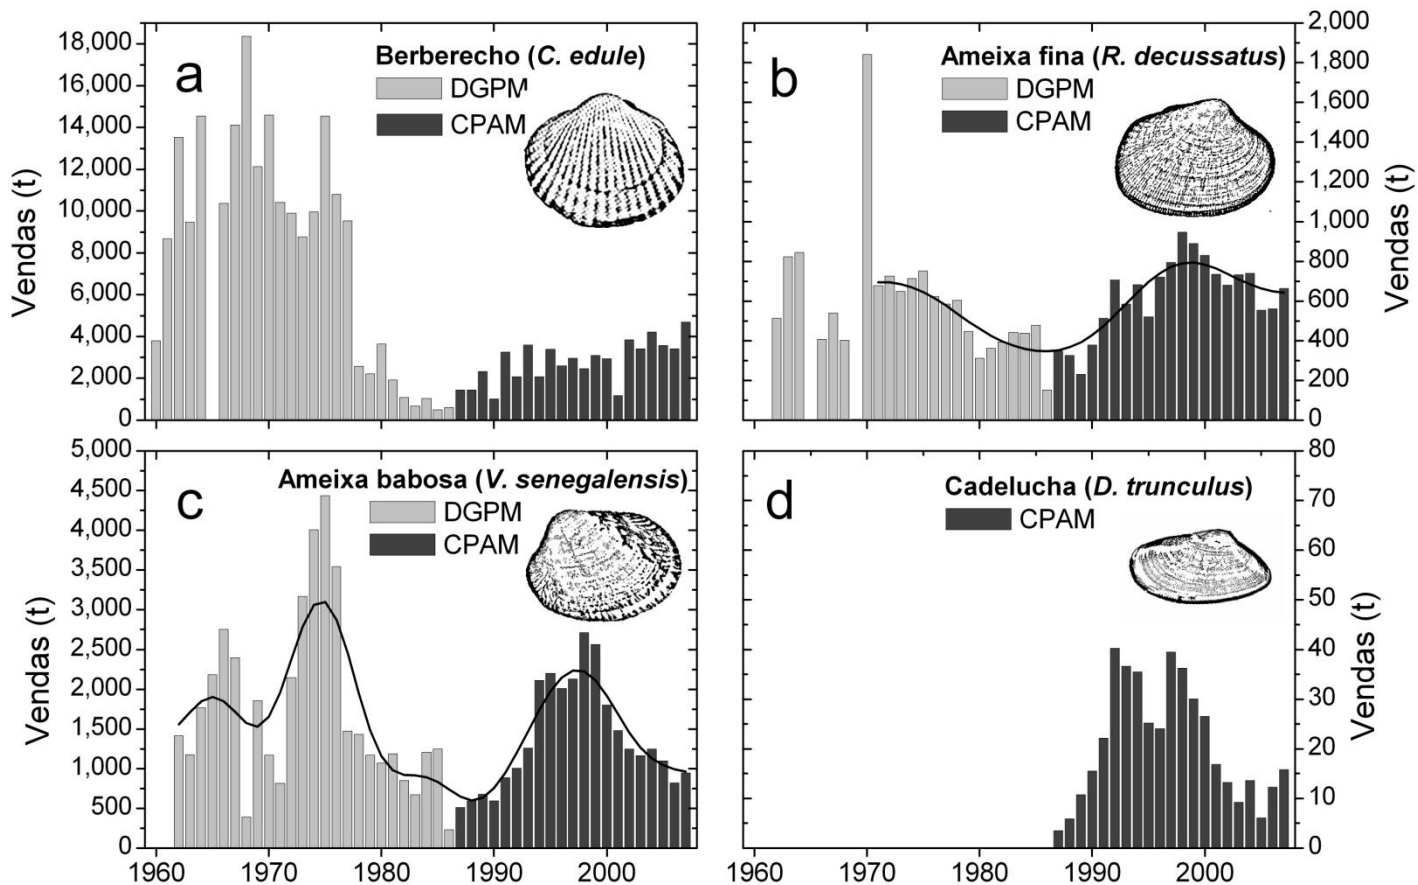 a
Berberecho (C. edule)
DGPM
CPAM
Vendas (t)
18,000
16,000
14,000
12,000
10,000
8,000
6,000
4,000
2,000
0
b
Ameixa fina (R. decussatus)
DGPM
CPAM
2,000
1,800
1,600
1,400
1,200
1,000
800
600
400
200
0
Vendas (t)
c
Ameixa babosa (V. senegalensis)
DGPM
CPAM
Vendas (t)
5,000
4,500
4,000
3,500
3,000
2,500
2,000
1,500
1,000
500
0
1960 1970 1980 1990 2000
d
Cadelucha (D. trunculus)
CPAM
80
70
60
50
40
30
20
10
0
Vendas (t)
1960 1970 1980 1990 2000